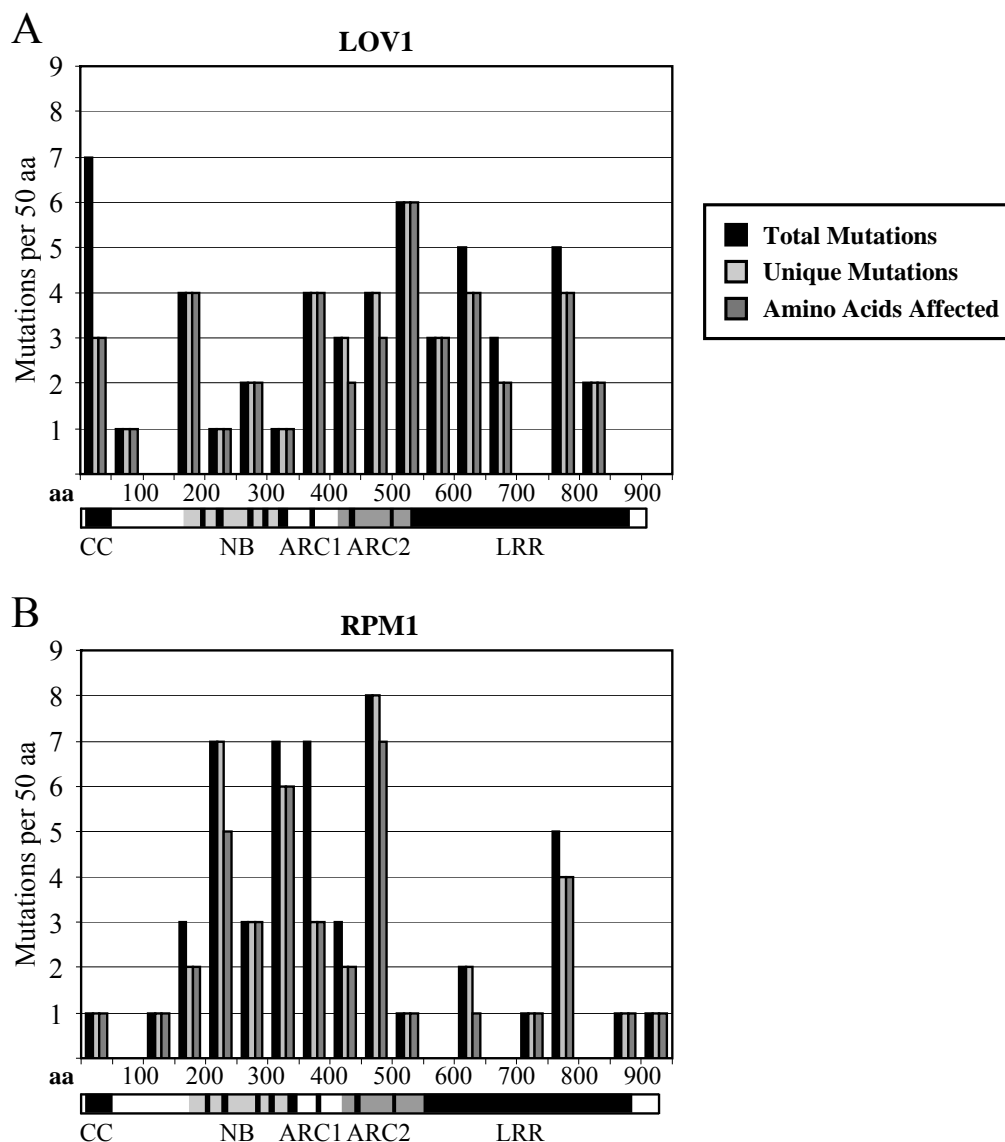 A
LOV1
Mutations per 50 aa
9
8
7
6
5
4
3
2
1
aa 100 200 300 400 500 600 700 800 900
CC NB ARC1 ARC2 LRR
Total Mutations
Unique Mutations
Amino Acids Affected
B
RPM1
Mutations per 50 aa
9
8
7
6
5
4
3
2
1
aa 100 200 300 400 500 600 700 800 900
CC NB ARC1 ARC2 LRR